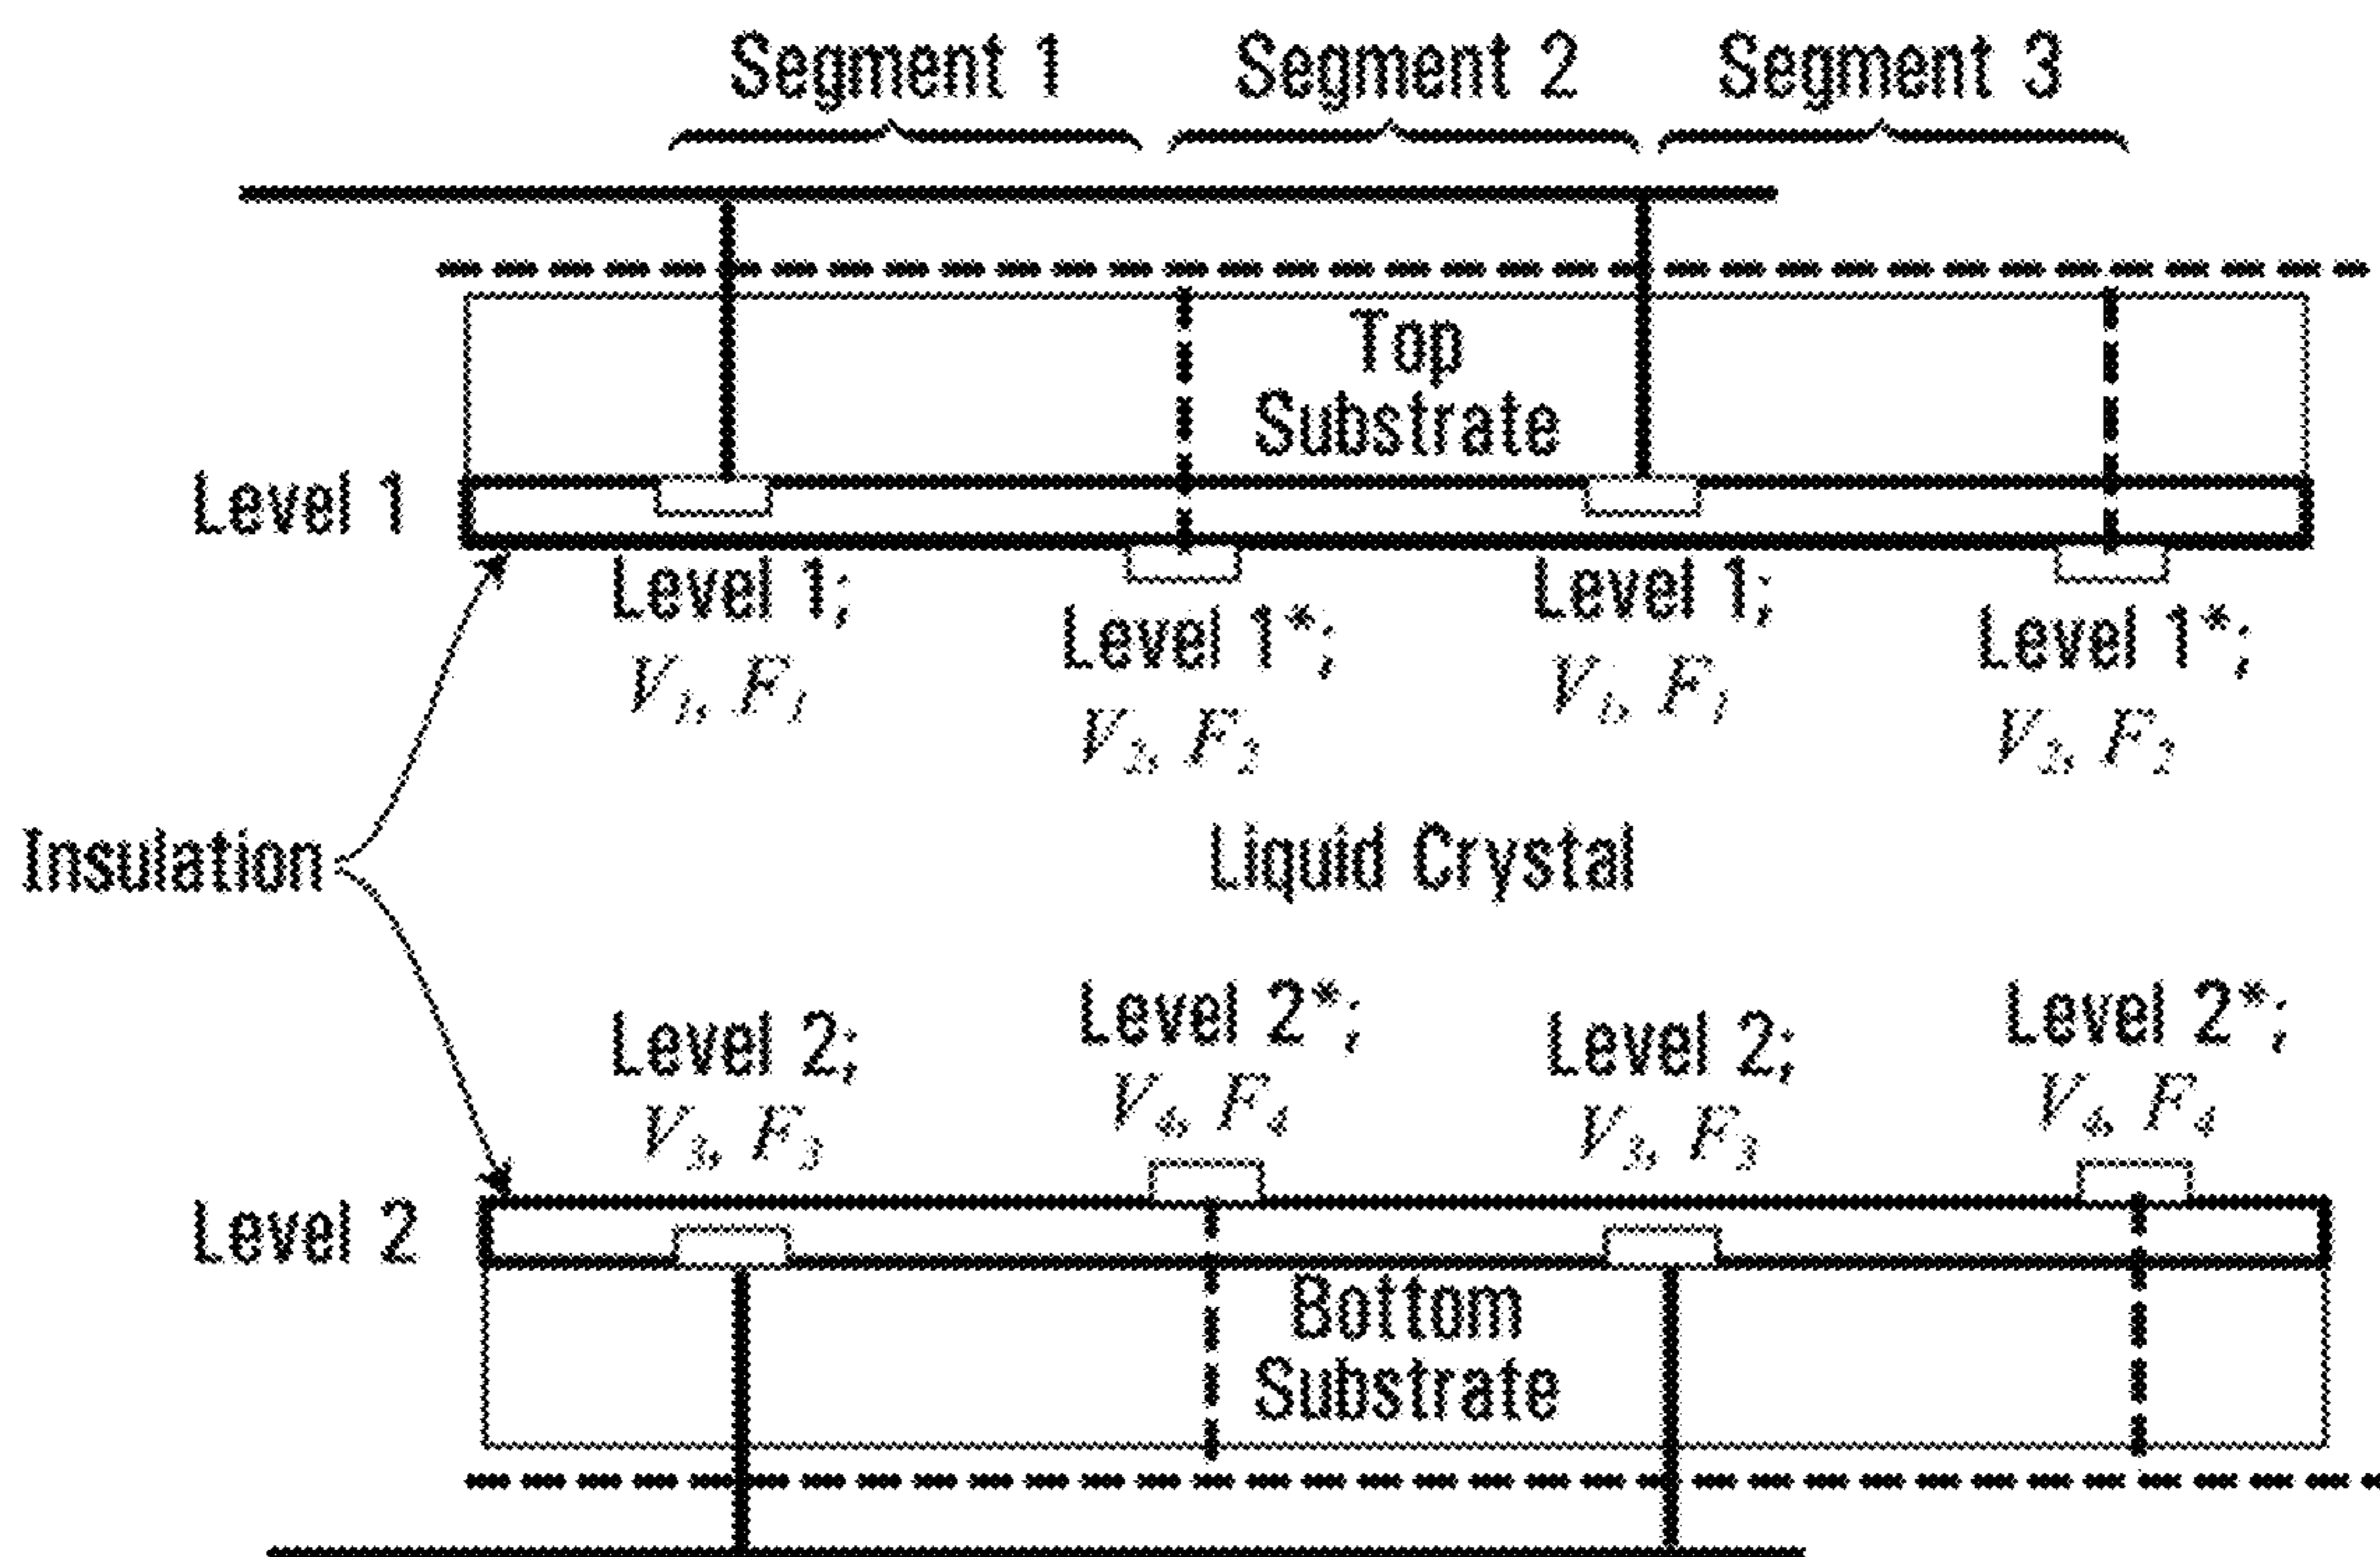 Segment 1 Segment 2 Segment 3
Top
Substrate
Level 1
Level 1; Level 1;
Level 1*; Level 1*;
V1, F1 V1, F1
V2, F2 V2, F2
Insulation
Liquid Crystal
Level 2*; Level 2*;
Level 2; Level 2;
V4, F4 V4, F4
V3, F3 V3, F3
Level 2
Bottom
Substrate